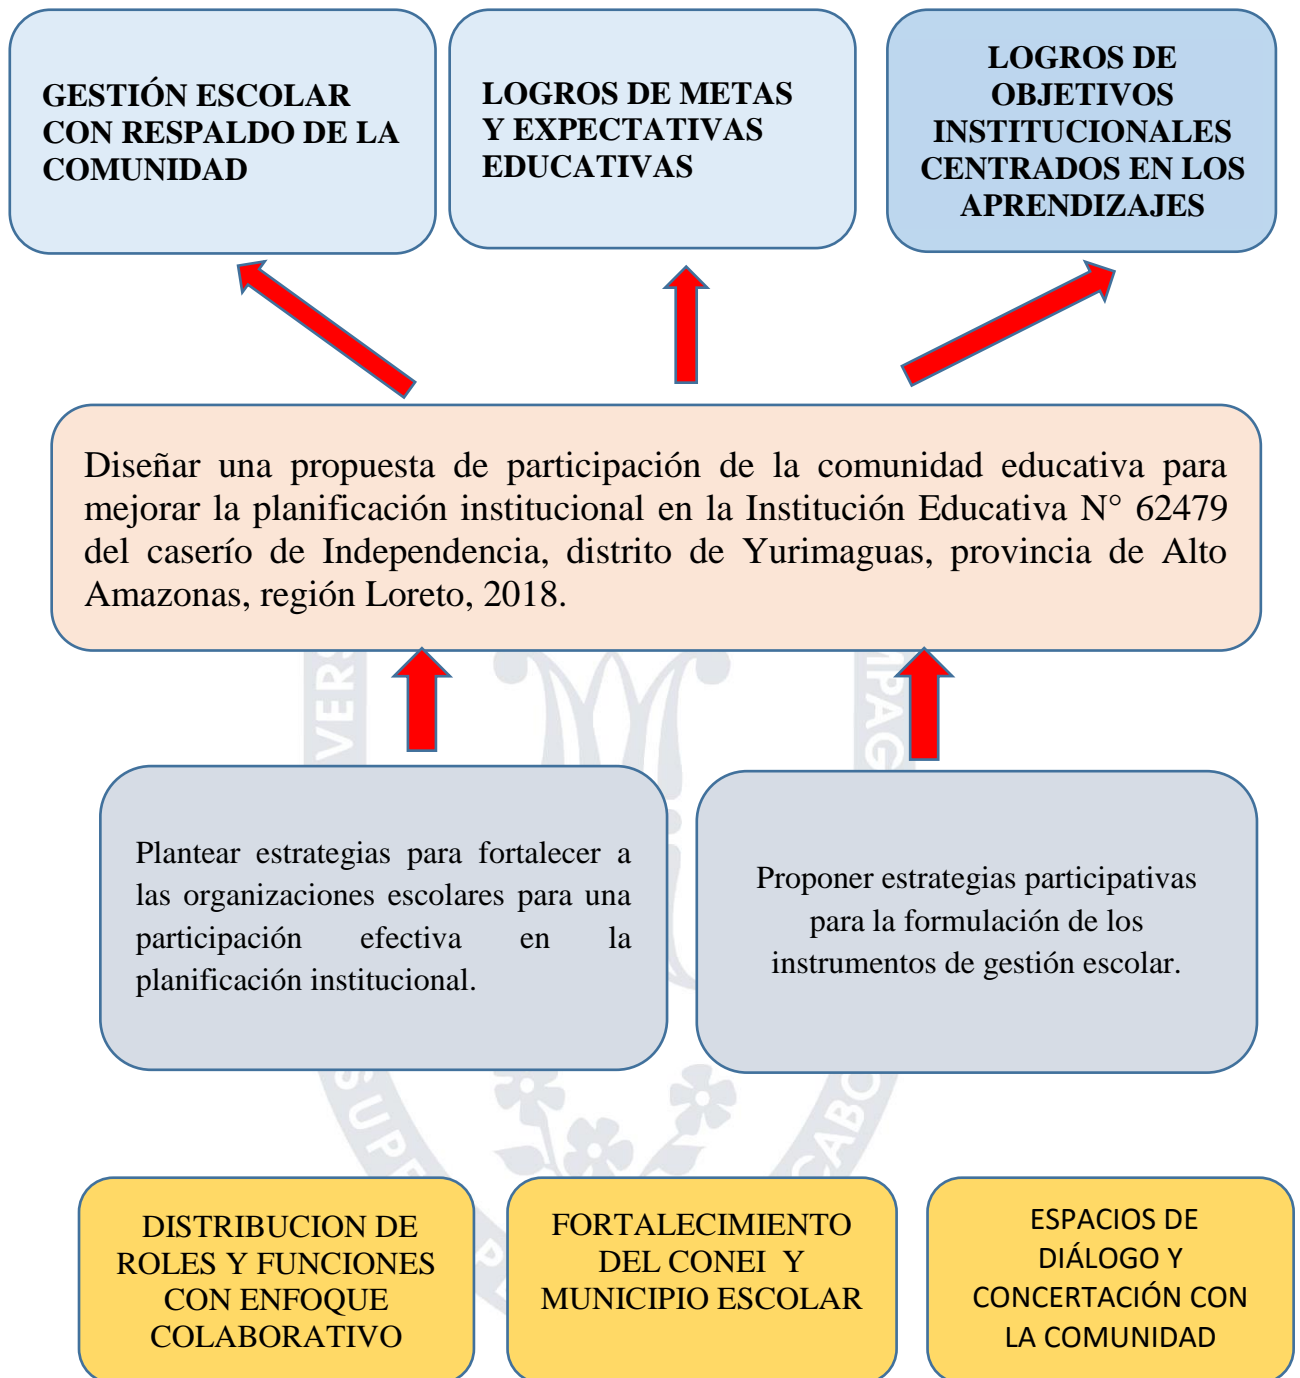 GESTIÓN ESCOLAR
CON RESPALDO DE LA
COMUNIDAD
LOGROS DE METAS
Y EXPECTATIVAS
EDUCATIVAS
LOGROS DE
OBJETIVOS
INSTITUCIONALES
CENTRADOS EN LOS
APRENDIZAJES
Diseñar una propuesta de participación de la comunidad educativa para
mejorar la planificación institucional en la Institución Educativa N° 62479
del caserío de Independencia, distrito de Yurimaguas, provincia de Alto
Amazonas, región Loreto, 2018.
Plantear estrategias para fortalecer a
las organizaciones escolares para una
participación efectiva en la
planificación institucional.
Proponer estrategias participativas
para la formulación de los
instrumentos de gestión escolar.
DISTRIBUCION DE
ROLES Y FUNCIONES
CON ENFOQUE
COLABORATIVO
FORTALECIMIENTO
DEL CONEI Y
MUNICIPIO ESCOLAR
ESPACIOS DE
DIÁLOGO Y
CONCERTACIÓN CON
LA COMUNIDAD